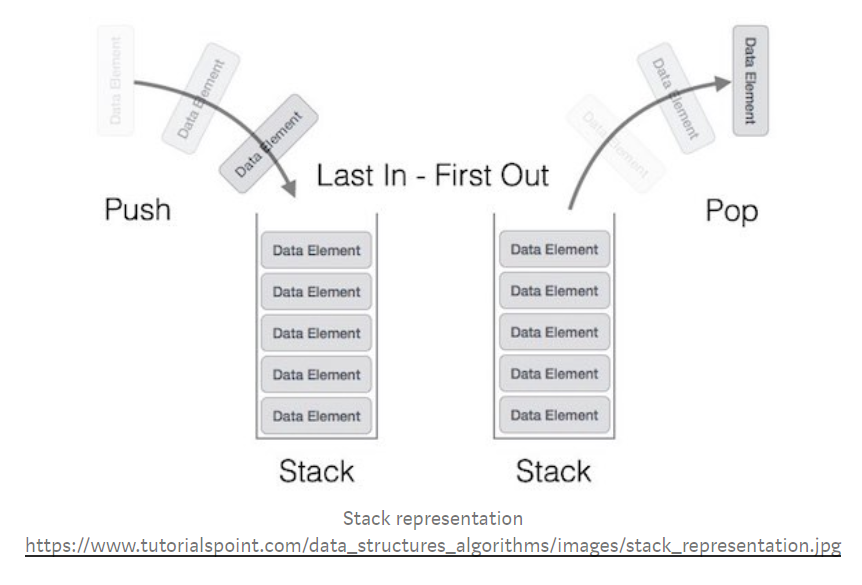 Data Element
Data Element
Data Element
Data Element
Data Element
Data Element
Last In - First Out
Push
Pop
Data Element
Data Element
Data Element
Data Element
Data Element
Stack
Data Element
Data Element
Data Element
Data Element
Data Element
Stack
Stack representation
https://www.tutorialspoint.com/data_structures_algorithms/images/stack_representation.jpg